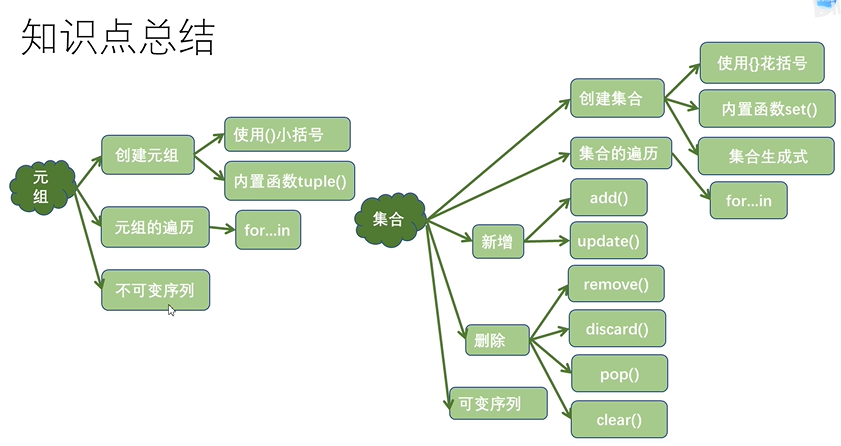 知识点总结
元
组
创建元组
使用()小括号
内置函数tuple()
元组的遍历
for...in
不可变序列
集合
创建集合
使用{}花括号
内置函数set()
集合生成式
集合的遍历
for...in
新增
add()
update()
删除
remove()
discard()
pop()
clear()
可变序列